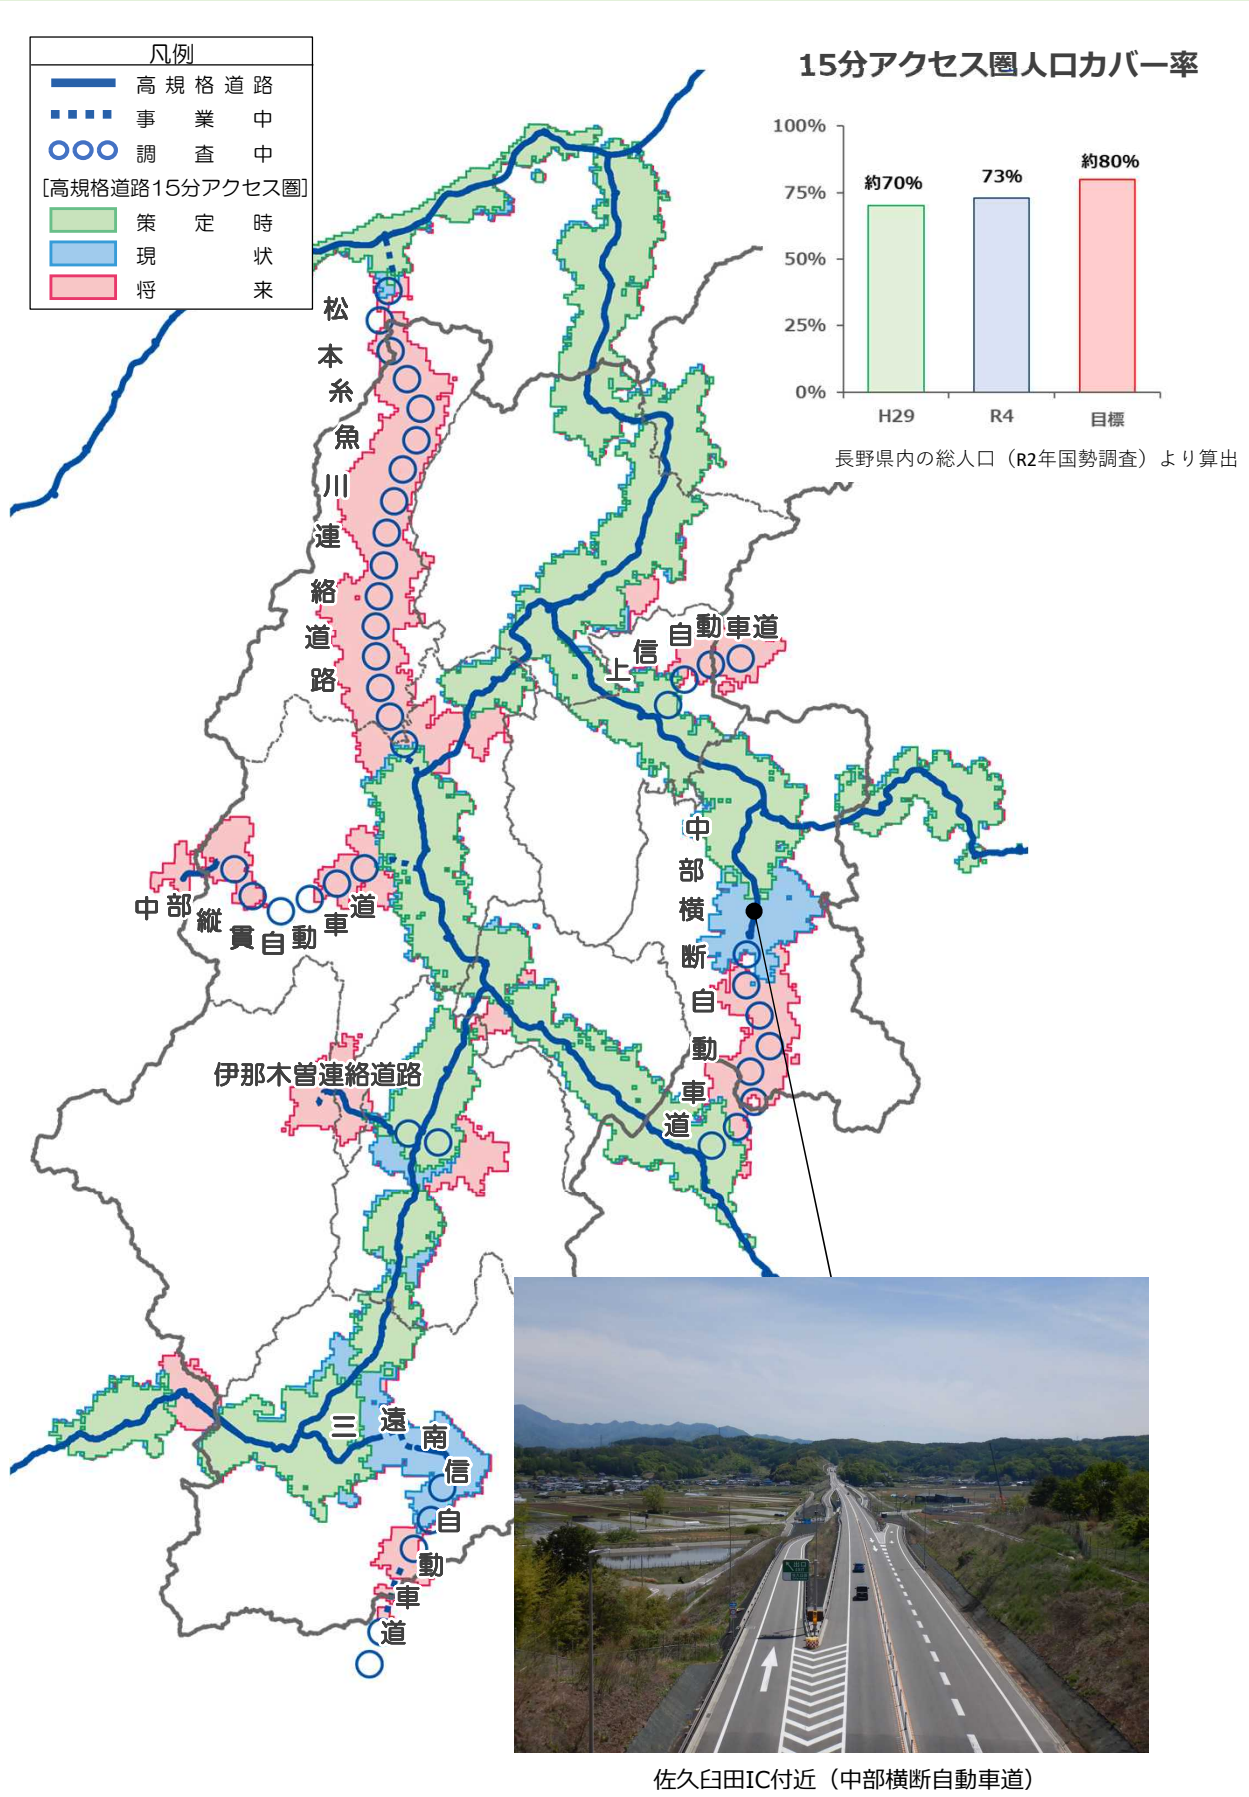 凡例
高規格道路
事業中
調査中
[高規格道路15分アクセス圏]
策定時
現状
将来
15分アクセス圏人口カバー率
100%
75%
50%
25%
0%
約70%
73%
約80%
H29
R4
目標
長野県内の総人口（R2年国勢調査）より算出
松本糸魚川連絡道路
上信自動車道
中部横断自動車道
中部縦貫自動車道
伊那木曽連絡道路
三遠南信自動車道
出口
佐久臼田IC付近（中部横断自動車道）